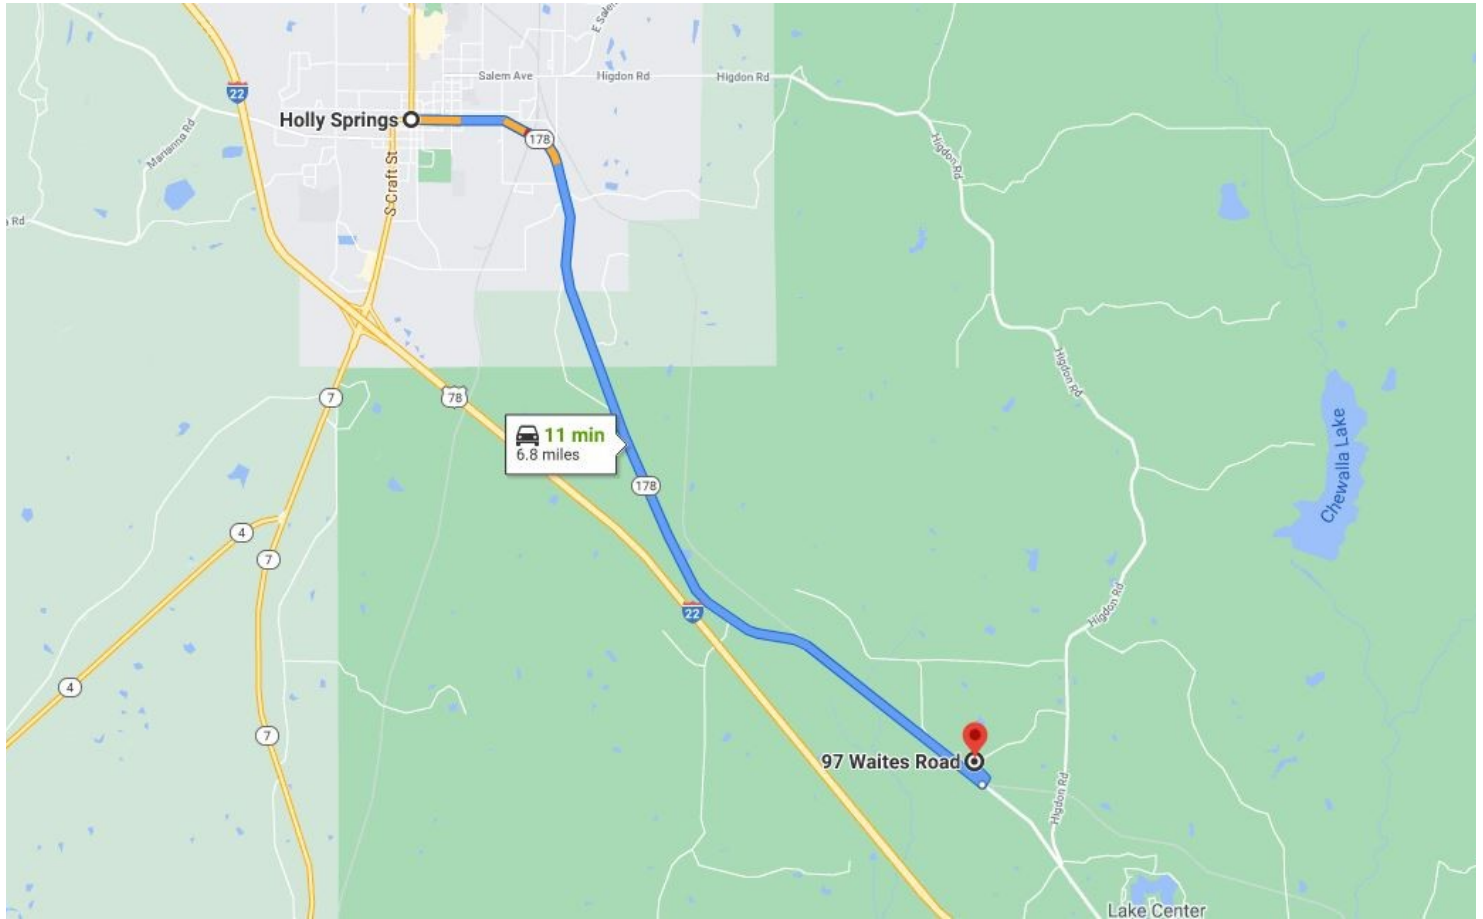 E Salem
Salem Ave
Higdon Rd
Higdon Rd
22
Holly Springs
178
Marianna Rd
Higdon Rd
S Craft St
Rd
7
78
Higdon Rd
11 min
6.8 miles
Chewalla Lake
178
4
7
22
Higdon Rd
4
7
97 Waites Road
Higdon Rd
Lake Center